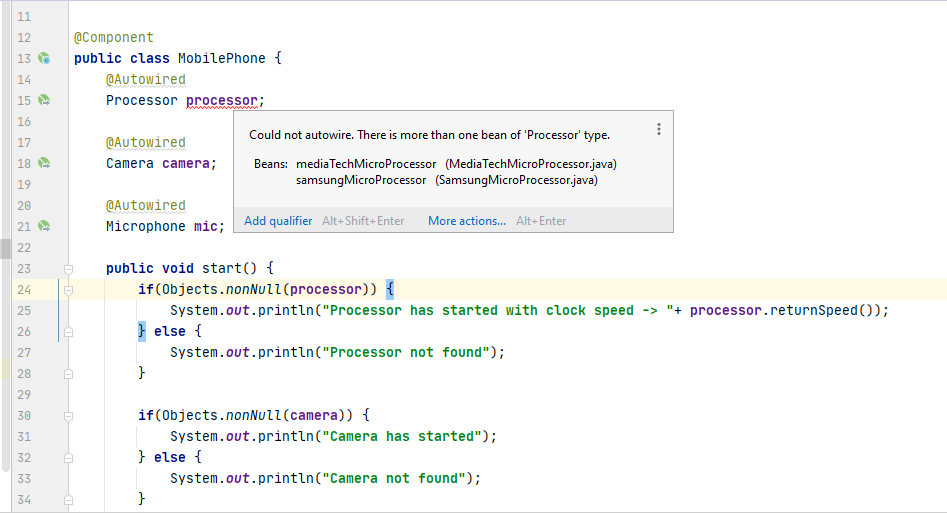 11
12 @Component
13 public class MobilePhone {
14 @Autowired
15 Processor processor;
16
Could not autowire. There is more than one bean of 'Processor' type.
Beans: mediaTechMicroProcessor (MediaTechMicroProcessor.java)
samsungMicroProcessor (SamsungMicroProcessor.java)
Add qualifier Alt+Shift+Enter More actions... Alt+Enter
17 @Autowired
18 Camera camera;
19
20 @Autowired
21 Microphone mic;
22
23 public void start() {
24 if(Objects.nonNull(processor)) {
25 System.out.println("Processor has started with clock speed -> "+ processor.returnSpeed());
26 } else {
27 System.out.println("Processor not found");
28 }
29
30 if(Objects.nonNull(camera)) {
31 System.out.println("Camera has started");
32 } else {
33 System.out.println("Camera not found");
34 }